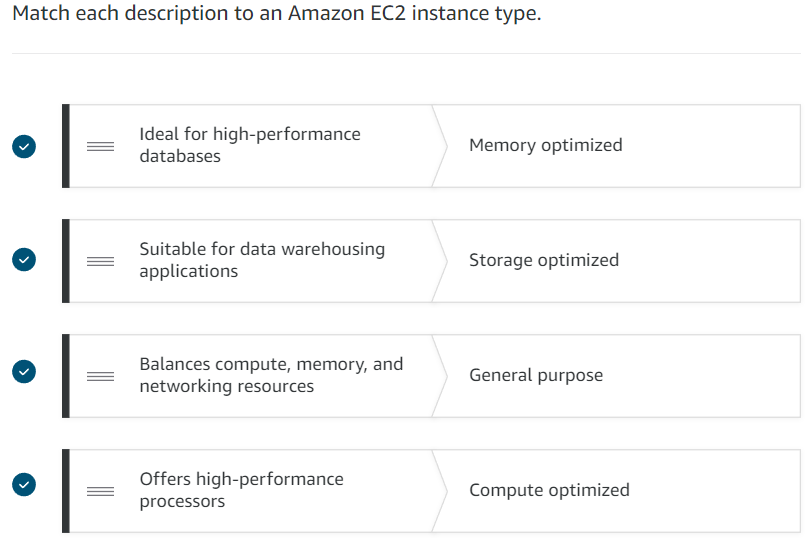 Match each description to an Amazon EC2 instance type.
Ideal for high-performance
databases
Memory optimized
Suitable for data warehousing
applications
Storage optimized
Balances compute, memory, and
networking resources
General purpose
Offers high-performance
processors
Compute optimized